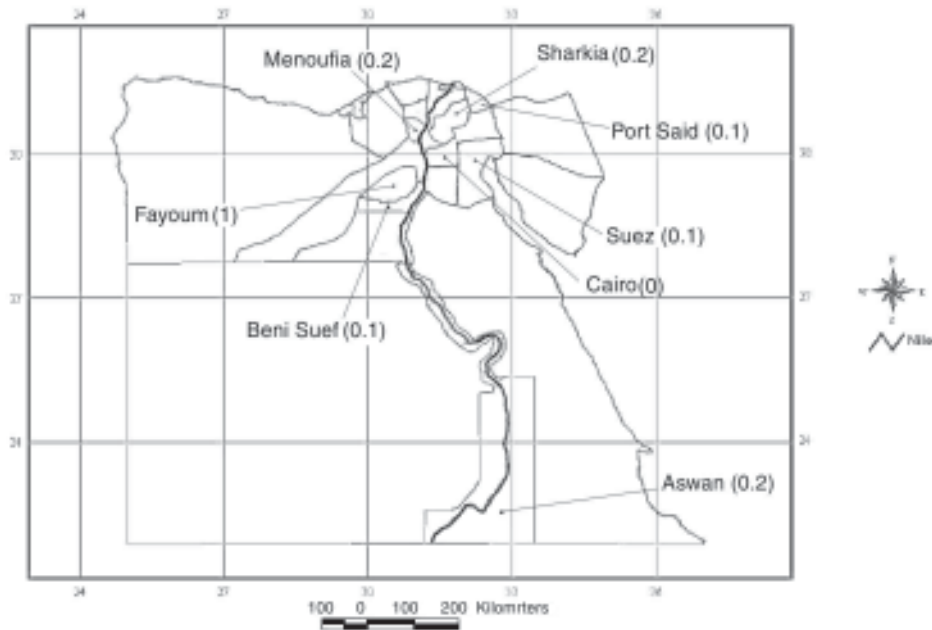 24 30 33 36
Menoufia (0.2)
Sharkia (0.2)
Port Said (0.1)
30 30
Fayoum (1)
Suez (0.1)
Cairo (0)
27 27
Beni Suef (0.1)
Nile
24 24
Aswan (0.2)
24 27 30 33 36
100 0 100 200 Kilomrters